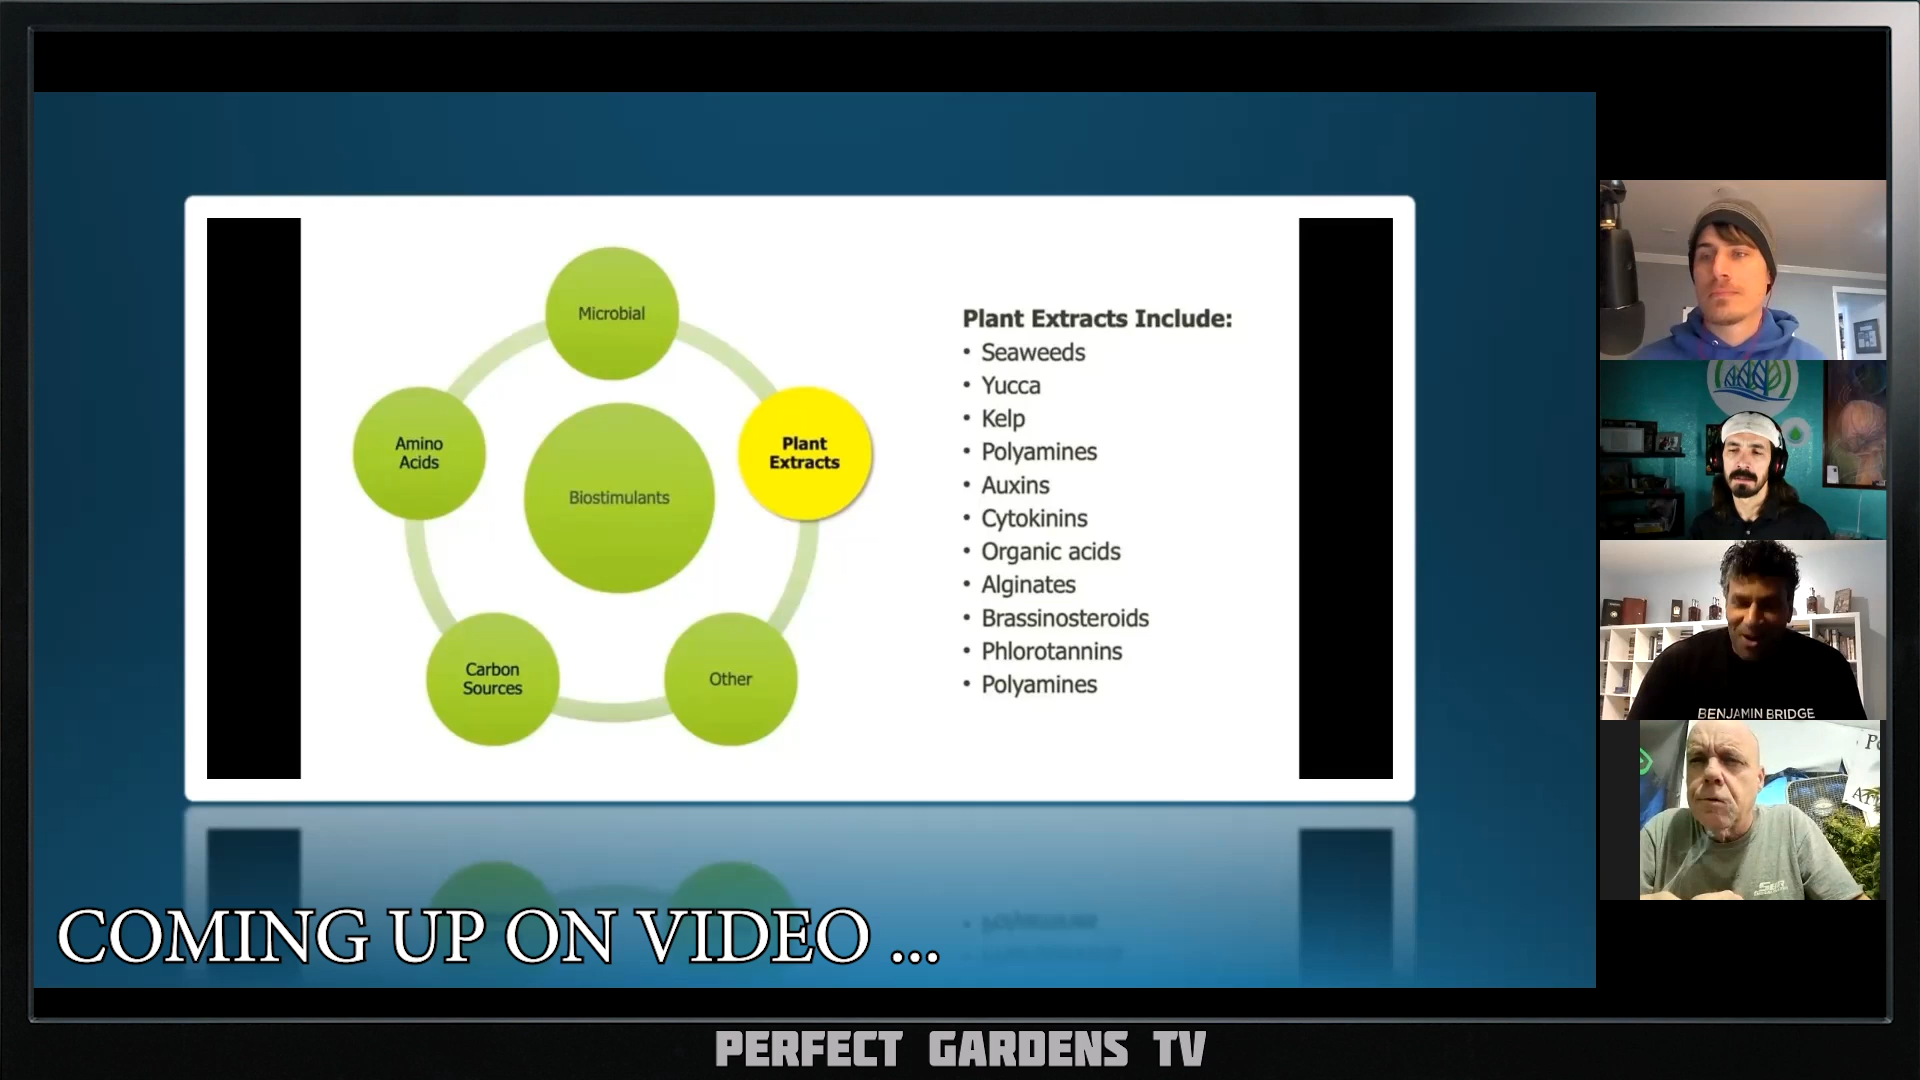 Microbial
Plant
Extracts
Amino
Acids
Biostimulants
Carbon
Sources
Other
Plant Extracts Include:
• Seaweeds
• Yucca
• Kelp
• Polyamines
• Auxins
• Cytokinins
• Organic acids
• Alginates
• Brassinosteroids
• Phlorotannins
• Polyamines
COMING UP ON VIDEO ...
BENJAMIN BRIDGE
PERFECT GARDENS TV